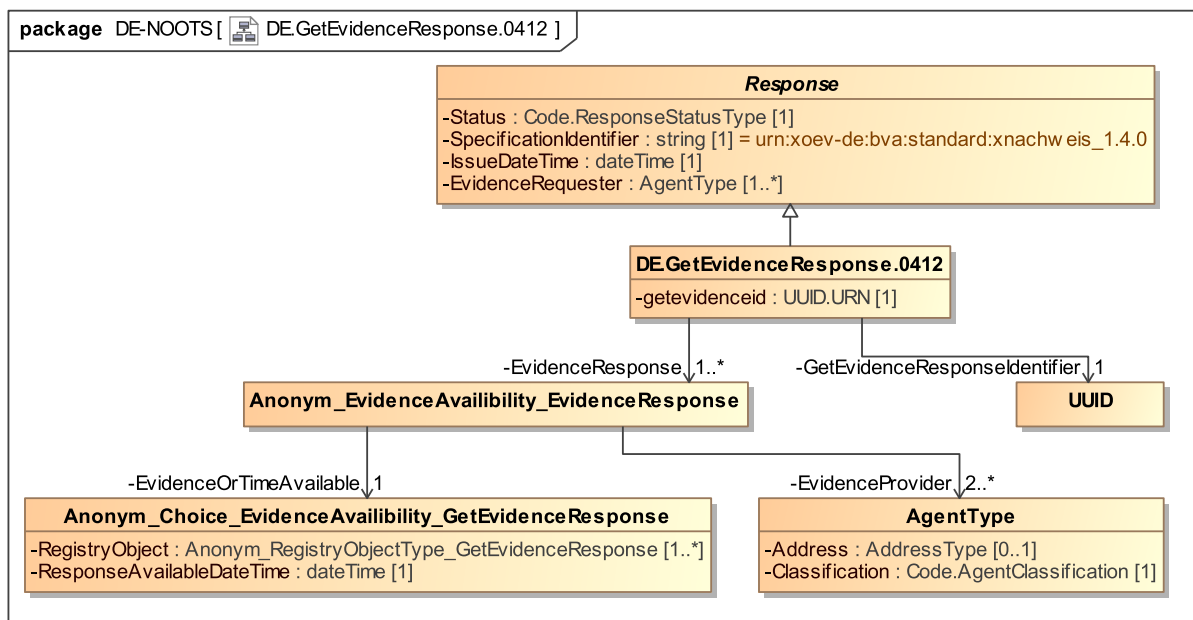 package DE-NOOTS [ DE.GetEvidenceResponse.0412 ]
Response
-Status : Code.ResponseStatusType [1]
-SpecificationIdentifier : string [1] = urn:xoev-de:bva:standard:xnachweis_1.4.0
-IssueDateTime : dateTime [1]
-EvidenceRequester : AgentType [1..*]
DE.GetEvidenceResponse.0412
-getevidenceid : UUID.URN [1]
-EvidenceResponse 1..*
-GetEvidenceResponseIdentifier 1
Anonym_EvidenceAvailibility_EvidenceResponse
UUID
-EvidenceOrTimeAvailable 1
-EvidenceProvider 2..*
Anonym_Choice_EvidenceAvailibility_GetEvidenceResponse
-RegistryObject : Anonym_RegistryObjectType_GetEvidenceResponse [1..*]
-ResponseAvailableDateTime : dateTime [1]
AgentType
-Address : AddressType [0..1]
-Classification : Code.AgentClassification [1]